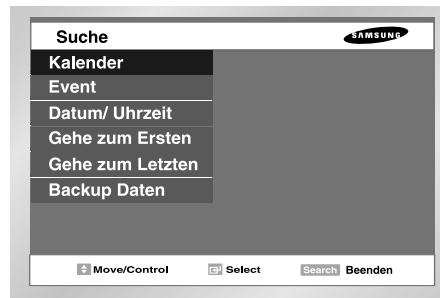 Suche SAMSUNG
Kalender
Event
Datum/ Uhrzeit
Gehe zum Ersten
Gehe zum Letzten
Backup Daten
Move/Control Select Search Beenden